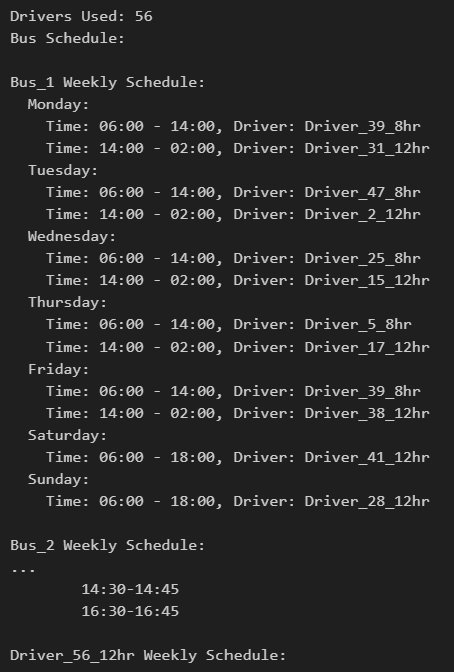 Drivers Used: 56
Bus Schedule:
Bus_1 Weekly Schedule:
Monday:
Time: 06:00 - 14:00, Driver: Driver_39_8hr
Time: 14:00 - 02:00, Driver: Driver_31_12hr
Tuesday:
Time: 06:00 - 14:00, Driver: Driver_47_8hr
Time: 14:00 - 02:00, Driver: Driver_2_12hr
Wednesday:
Time: 06:00 - 14:00, Driver: Driver_25_8hr
Time: 14:00 - 02:00, Driver: Driver_15_12hr
Thursday:
Time: 06:00 - 14:00, Driver: Driver_5_8hr
Time: 14:00 - 02:00, Driver: Driver_17_12hr
Friday:
Time: 06:00 - 14:00, Driver: Driver_39_8hr
Time: 14:00 - 02:00, Driver: Driver_38_12hr
Saturday:
Time: 06:00 - 18:00, Driver: Driver_41_12hr
Sunday:
Time: 06:00 - 18:00, Driver: Driver_28_12hr
Bus_2 Weekly Schedule:
...
14:30-14:45
16:30-16:45
Driver_56_12hr Weekly Schedule: